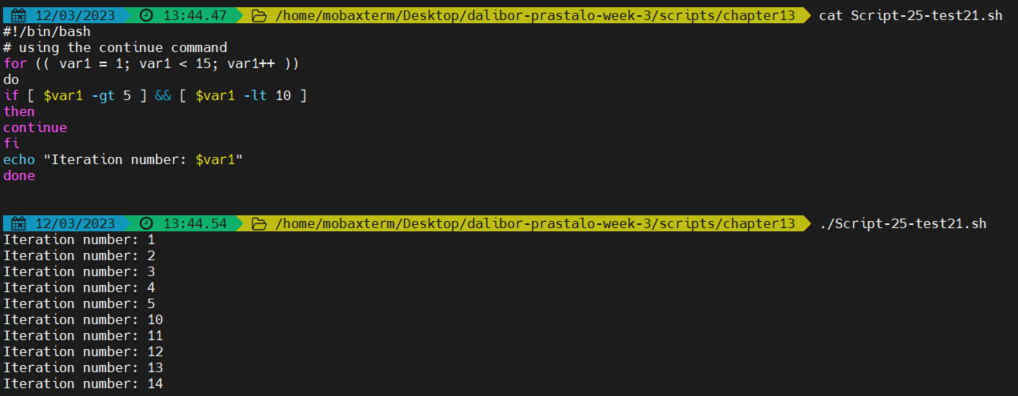 12/03/2023 13:44.47 /home/mobaxterm/Desktop/dalibor-prastalo-week-3/scripts/chapter13 cat Script-25-test21.sh
#!/bin/bash
# using the continue command
for (( var1 = 1; var1 < 15; var1++ ))
do
if [ $var1 -gt 5 ] && [ $var1 -lt 10 ]
then
continue
fi
echo "Iteration number: $var1"
done
12/03/2023 13:44.54 /home/mobaxterm/Desktop/dalibor-prastalo-week-3/scripts/chapter13 ./Script-25-test21.sh
Iteration number: 1
Iteration number: 2
Iteration number: 3
Iteration number: 4
Iteration number: 5
Iteration number: 10
Iteration number: 11
Iteration number: 12
Iteration number: 13
Iteration number: 14